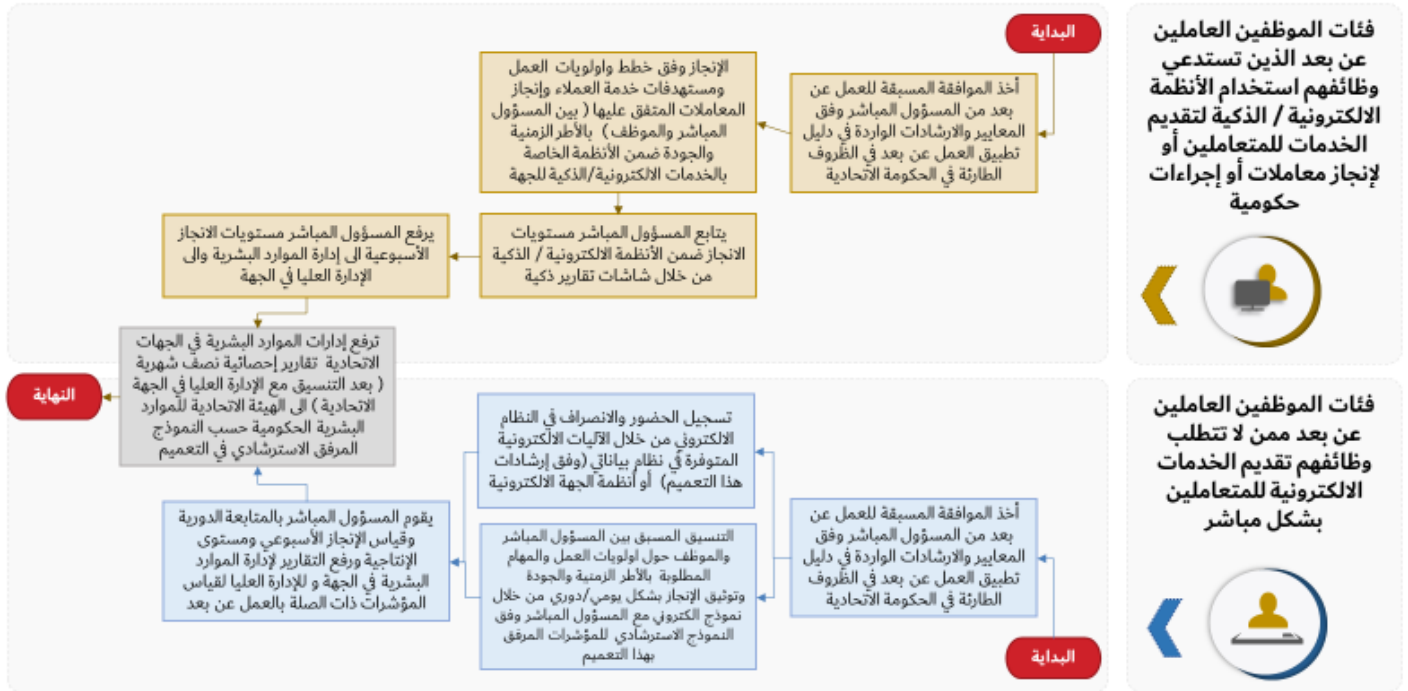 فئات الموظفين العاملين
عن بعد الذين تستدعي
وظائفهم استخدام الأنظمة
الالكترونية / الذكية لتقديم
الخدمات للمتعاملين أو
لإنجاز معاملات أو إجراءات
حكومية
البداية
أخذ الموافقة المسبقة للعمل عن
بعد من المسؤول المباشر وفق
المعايير والارشادات الواردة في دليل
تطبيق العمل عن بعد في الظروف
الطارئة في الحكومة الاتحادية
الإنجاز وفق خطط واولويات العمل
ومستهدفات خدمة العملاء وإنجاز
المعاملات المتفق عليها ( بين المسؤول
المباشر والموظف ) بالأطر الزمنية
والجودة ضمن الأنظمة الخاصة
بالخدمات الالكترونية/الذكية للجهة
يتابع المسؤول المباشر مستويات
الانجاز ضمن الأنظمة الالكترونية / الذكية
من خلال شاشات تقارير ذكية
يرفع المسؤول المباشر مستويات الانجاز
الأسبوعية الى إدارة الموارد البشرية والى
الإدارة العليا في الجهة
ترفع إدارات الموارد البشرية في الجهات
الاتحادية تقارير إحصائية نصف شهرية
( بعد التنسيق مع الإدارة العليا في الجهة
الاتحادية ) الى الهيئة الاتحادية للموارد
البشرية الحكومية حسب النموذج
المرفق الاسترشادي في التعميم
النهاية
فئات الموظفين العاملين
عن بعد ممن لا تتطلب
وظائفهم تقديم الخدمات
الالكترونية للمتعاملين
بشكل مباشر
البداية
أخذ الموافقة المسبقة للعمل عن
بعد من المسؤول المباشر وفق
المعايير والارشادات الواردة في دليل
تطبيق العمل عن بعد في الظروف
الطارئة في الحكومة الاتحادية
تسجيل الحضور والانصراف في النظام
الالكتروني من خلال الآليات الالكترونية
المتوفرة في نظام بياناتي (وفق إرشادات
هذا التعميم) أو أنظمة الجهة الالكترونية
التنسيق المسبق بين المسؤول المباشر
والموظف حول اولويات العمل والمهام
المطلوبة بالأطر الزمنية والجودة
وتوثيق الإنجاز بشكل يومي/دوري من خلال
نموذج الكتروني مع المسؤول المباشر وفق
النموذج الاسترشادي للمؤشرات المرفق
بهذا التعميم
يقوم المسؤول المباشر بالمتابعة الدورية
وقياس الإنجاز الأسبوعي ومستوى
الإنتاجية ورفع التقارير لإدارة الموارد
البشرية في الجهة و للإدارة العليا لقياس
المؤشرات ذات الصلة بالعمل عن بعد